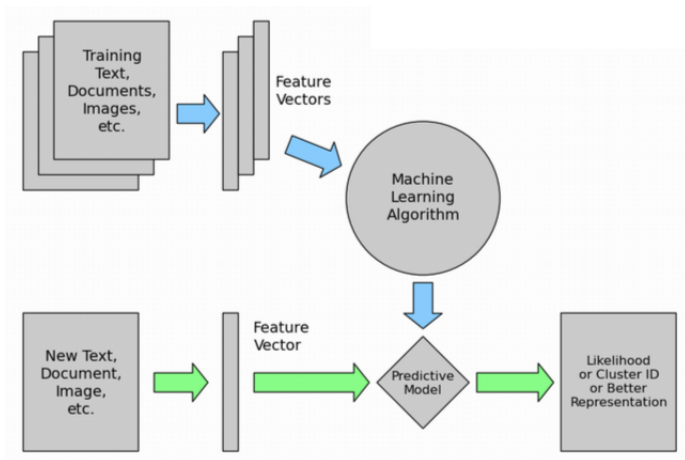 Training
Text,
Documents,
Images,
etc.
Feature
Vectors
Machine
Learning
Algorithm
New Text,
Document,
Image,
etc.
Feature
Vector
Predictive
Model
Likelihood
or Cluster ID
or Better
Representation